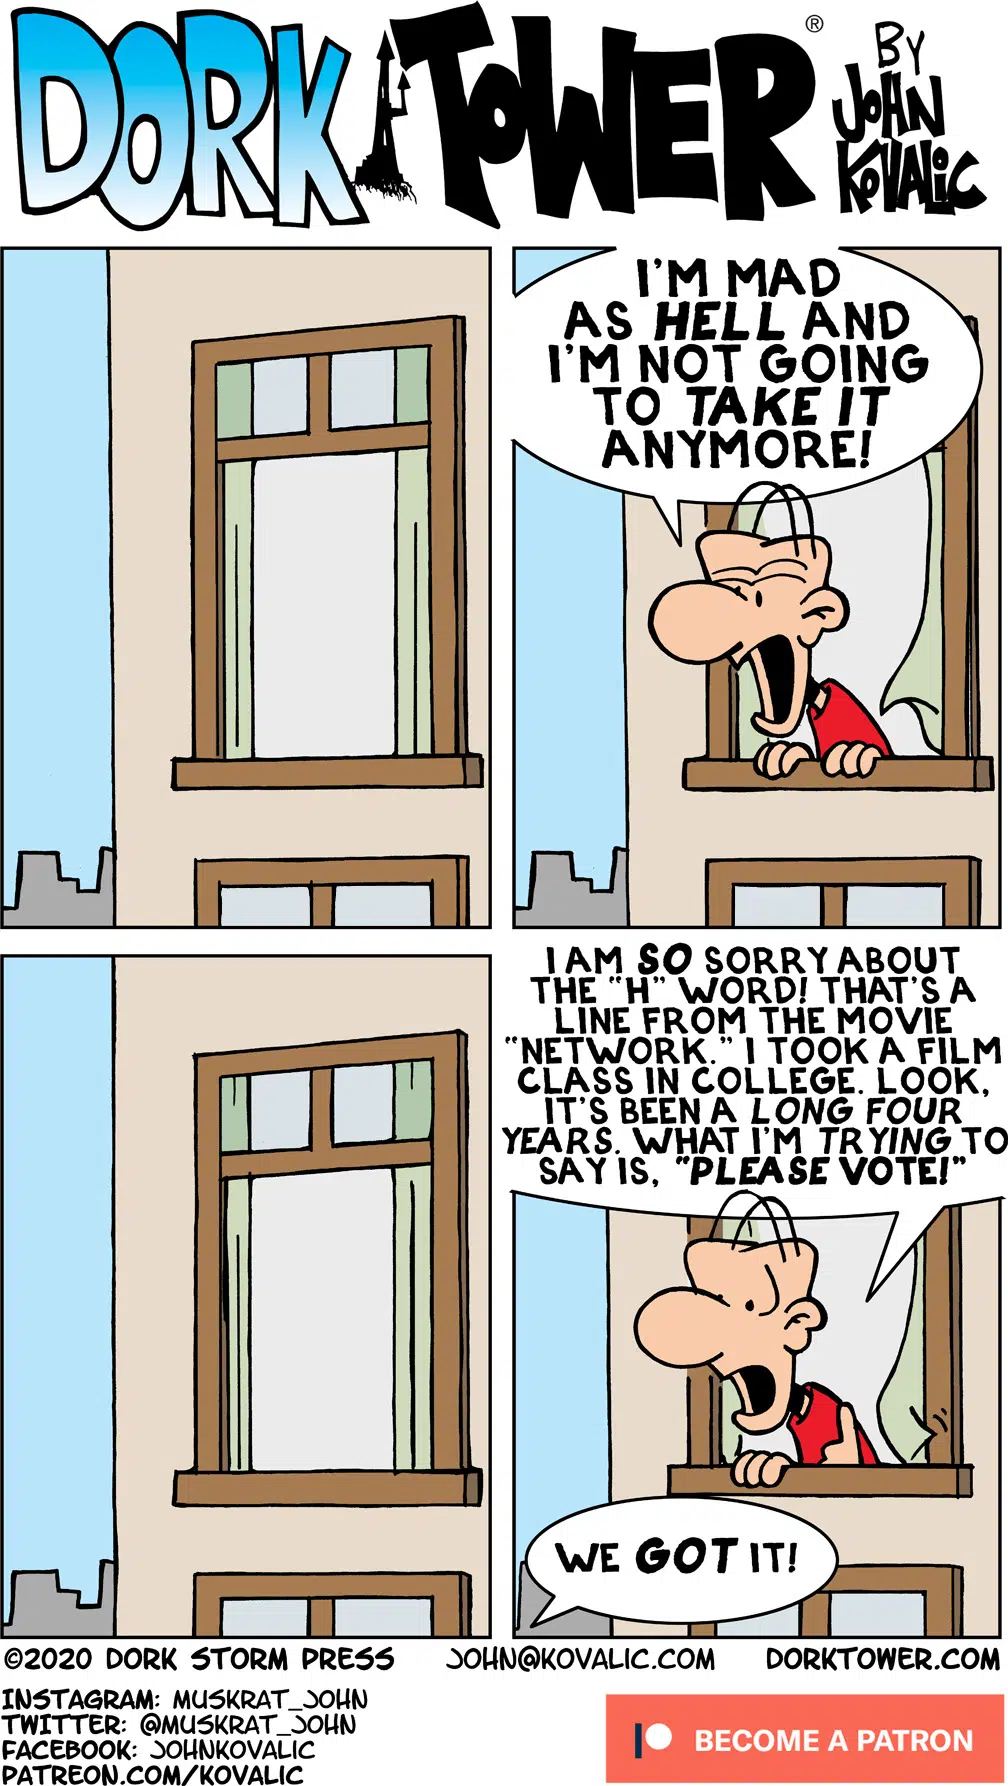 DORK TOWER®
BY
JOHN
KOVALIC
I'M MAD
AS HELL AND
I'M NOT GOING
TO TAKE IT
ANYMORE!
I AM SO SORRY ABOUT
THE "H" WORD! THAT'S A
LINE FROM THE MOVIE
"NETWORK." I TOOK A FILM
CLASS IN COLLEGE. LOOK,
IT'S BEEN A LONG FOUR
YEARS. WHAT I'M TRYING TO
SAY IS, "PLEASE VOTE!"
WE GOT IT!
©2020 DORK STORM PRESS JOHN@KOVALIC.COM DORKTOWER.COM
INSTAGRAM: MUSKRAT_JOHN
TWITTER: @MUSKRAT_JOHN
FACEBOOK: JOHNKOVALIC
PATREON.COM/KOVALIC
BECOME A PATRON